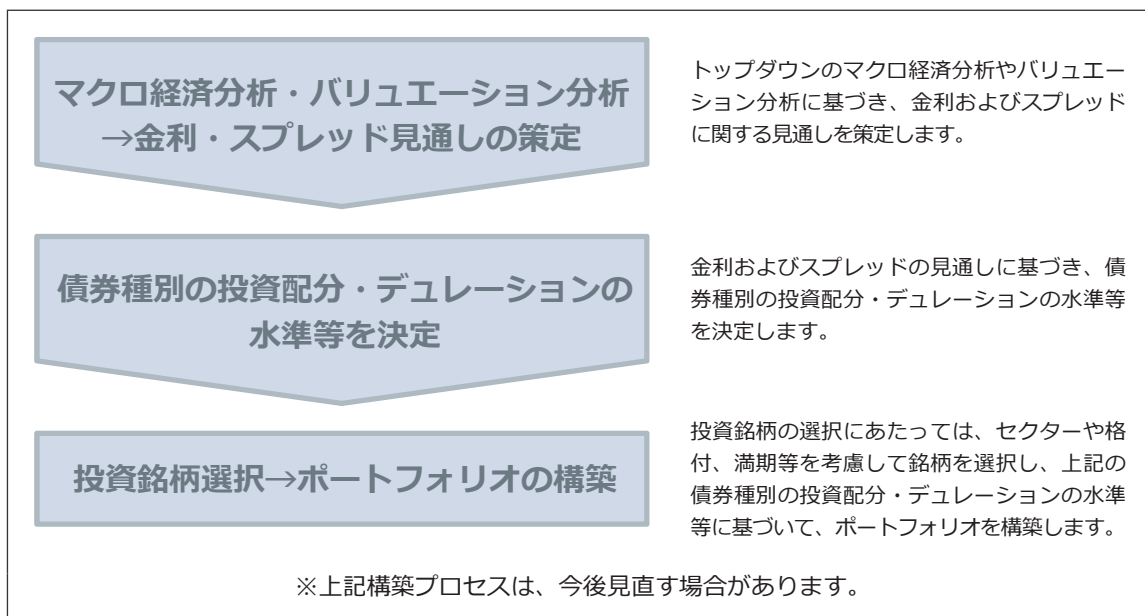 マクロ経済分析・バリュエーション分析
→金利・スプレッド見通しの策定
トップダウンのマクロ経済分析やバリュエー
ション分析に基づき、金利およびスプレッド
に関する見通しを策定します。
債券種別の投資配分・デュレーションの
水準等を決定
金利およびスプレッドの見通しに基づき、債
券種別の投資配分・デュレーションの水準等
を決定します。
投資銘柄選択→ポートフォリオの構築
投資銘柄の選択にあたっては、セクターや格
付、満期等を考慮して銘柄を選択し、上記の
債券種別の投資配分・デュレーションの水準
等に基づいて、ポートフォリオを構築します。
※上記構築プロセスは、今後見直す場合があります。